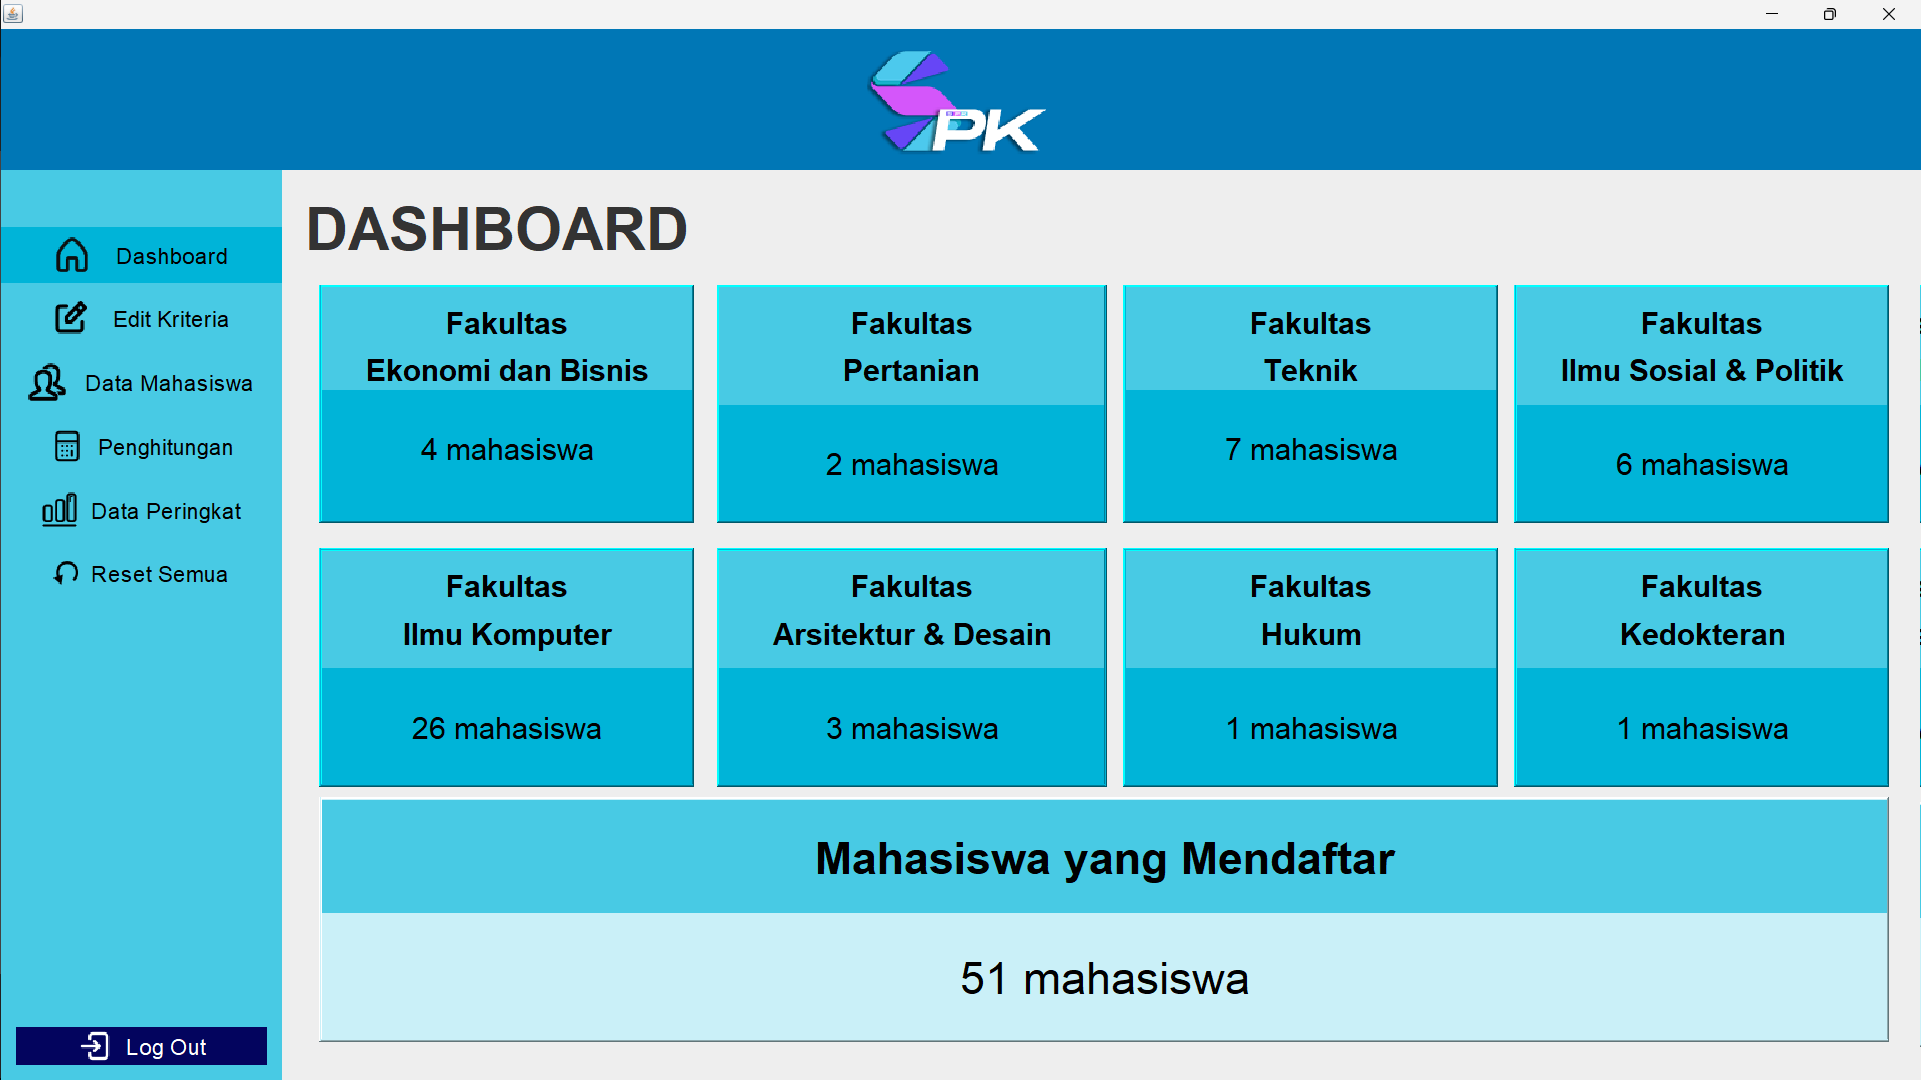 SPK
DASHBOARD
Dashboard
Edit Kriteria
Data Mahasiswa
Penghitungan
Data Peringkat
Reset Semua
Log Out
Fakultas
Ekonomi dan Bisnis
4 mahasiswa
Fakultas
Pertanian
2 mahasiswa
Fakultas
Teknik
7 mahasiswa
Fakultas
Ilmu Sosial & Politik
6 mahasiswa
Fakultas
Ilmu Komputer
26 mahasiswa
Fakultas
Arsitektur & Desain
3 mahasiswa
Fakultas
Hukum
1 mahasiswa
Fakultas
Kedokteran
1 mahasiswa
Mahasiswa yang Mendaftar
51 mahasiswa